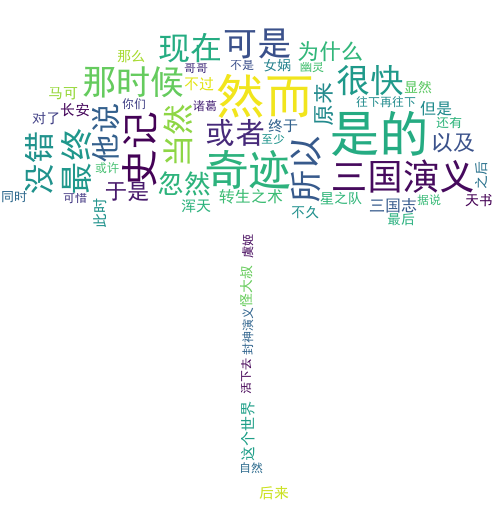 现在
可是
为什么
那么
哥哥
不是
女娲
幽灵
那时候
不过
然而
原来
很快
显然
马可
你们
诸葛
往下再往下
但是
对了
长安
他说
史记
当然
或者
终于
至少
是的
还有
以及
没错
最终
奇迹
所以
三国演义
之后
或许
忽然
于是
转生之术
星之队
三国志
据说
天书
同时
可惜
此时
浑天
不久
最后
虞姬
怪大叔
封神演义
活下去
这个世界
自然
后来